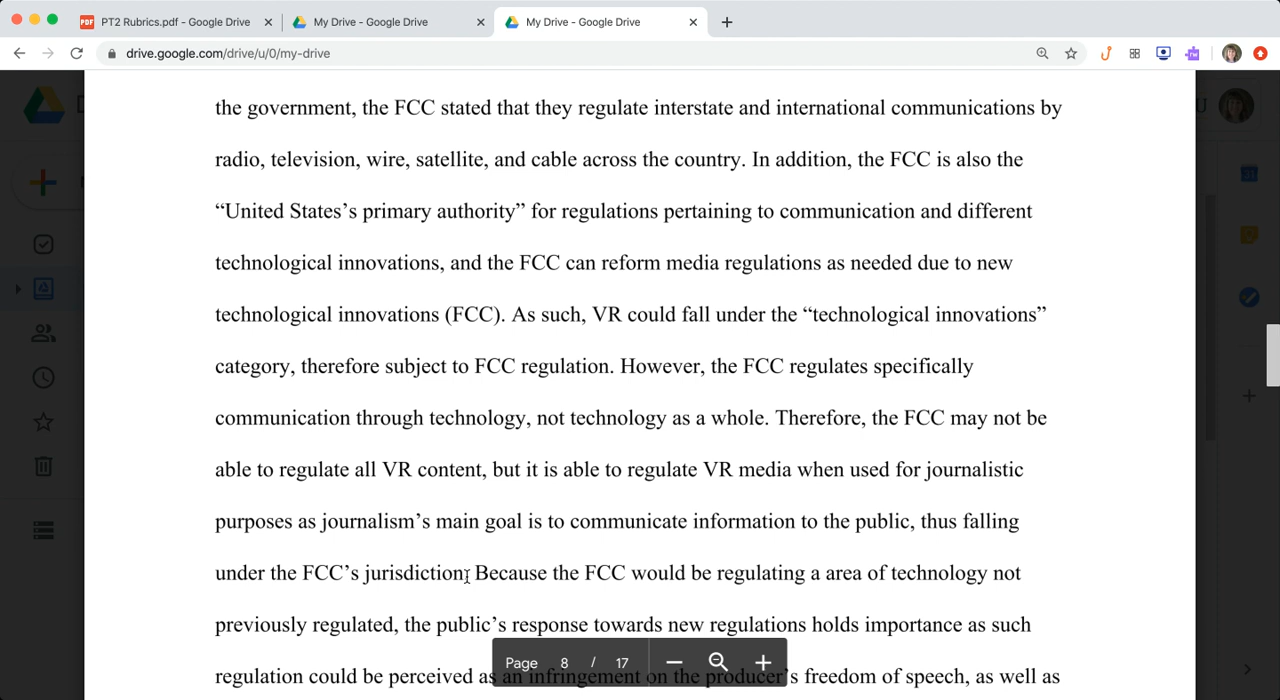 PDF PT2 Rubrics.pdf - Google Drive
My Drive - Google Drive
My Drive - Google Drive
drive.google.com/drive/u/0/my-drive
the government, the FCC stated that they regulate interstate and international communications by
radio, television, wire, satellite, and cable across the country. In addition, the FCC is also the
“United States’s primary authority” for regulations pertaining to communication and different
technological innovations, and the FCC can reform media regulations as needed due to new
technological innovations (FCC). As such, VR could fall under the “technological innovations”
category, therefore subject to FCC regulation. However, the FCC regulates specifically
communication through technology, not technology as a whole. Therefore, the FCC may not be
able to regulate all VR content, but it is able to regulate VR media when used for journalistic
purposes as journalism’s main goal is to communicate information to the public, thus falling
under the FCC’s jurisdiction. Because the FCC would be regulating a area of technology not
previously regulated, the public’s response towards new regulations holds importance as such
regulation could be perceived as an infringement on the producer’s freedom of speech, as well as
Page 8 / 17